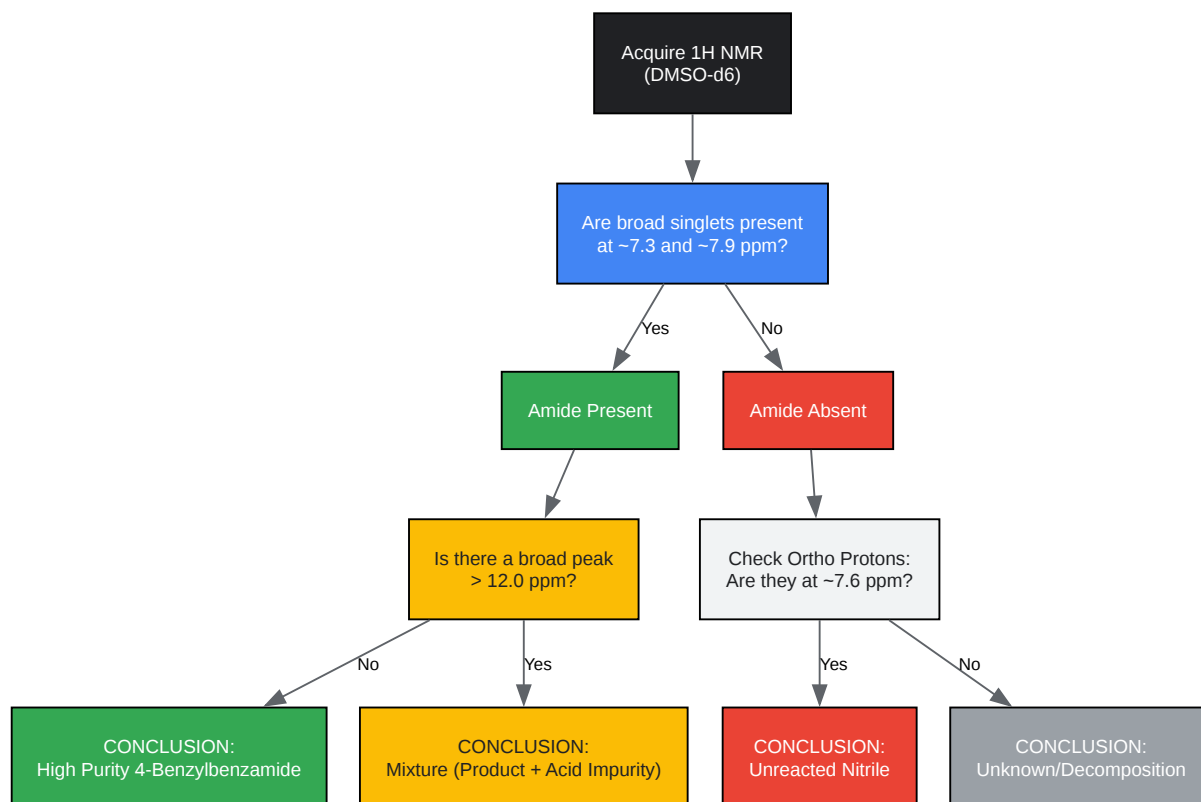 Acquire 1H NMR
(DMSO-d6)
Are broad singlets present
at ~7.3 and ~7.9 ppm?
Yes
No
Amide Present
Amide Absent
Is there a broad peak
> 12.0 ppm?
Check Ortho Protons:
Are they at ~7.6 ppm?
No
Yes
Yes
No
CONCLUSION:
High Purity 4-Benzylbenzamide
CONCLUSION:
Mixture (Product + Acid Impurity)
CONCLUSION:
Unreacted Nitrile
CONCLUSION:
Unknown/Decomposition